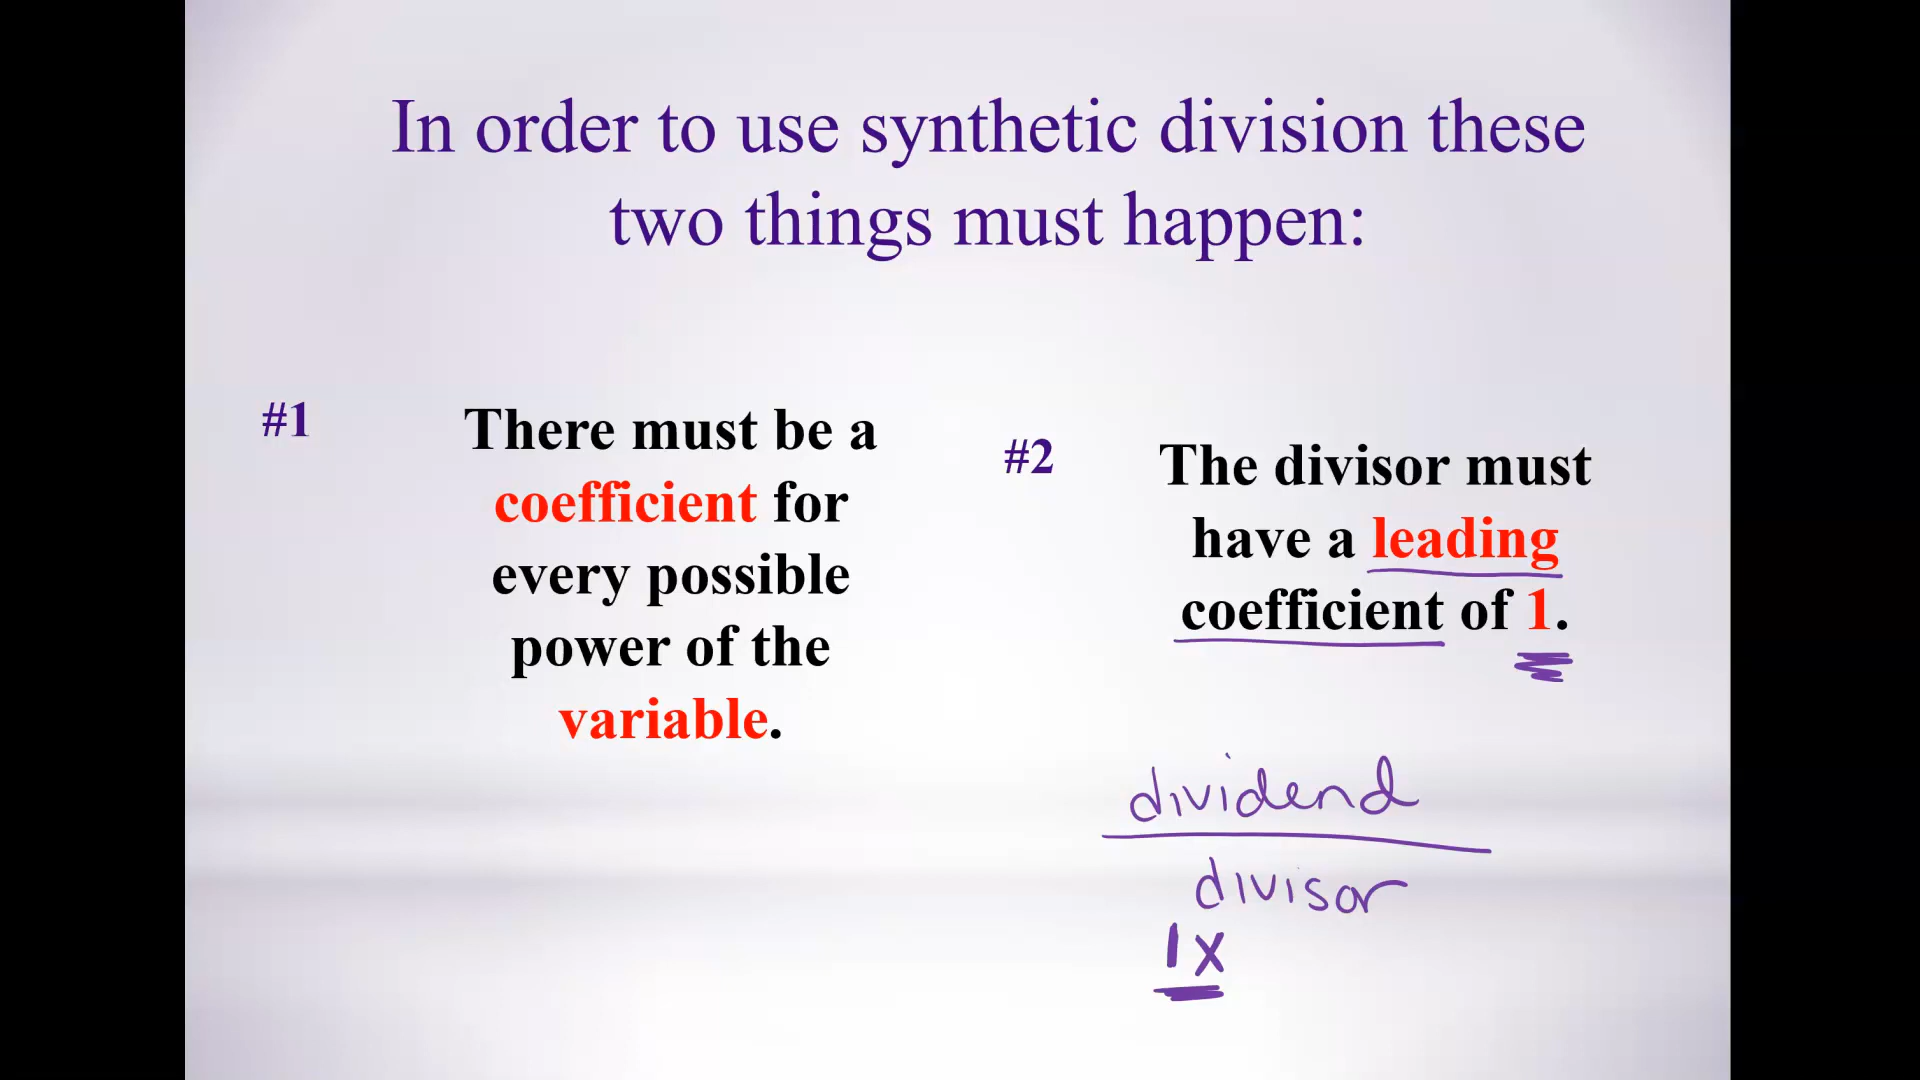 In order to use synthetic division these
two things must happen:
#1
There must be a
coefficient for
every possible
power of the
variable.
#2
The divisor must
have a leading
coefficient of 1.
dividend
divisor
1x